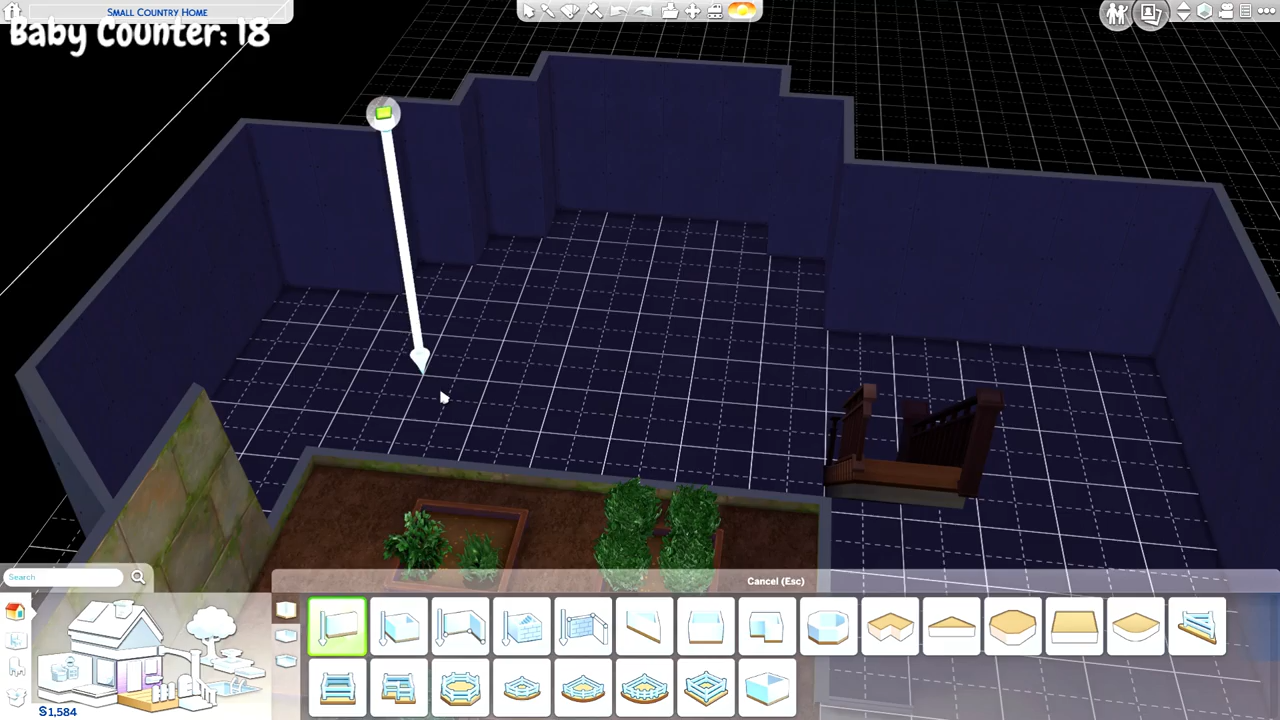 SMALL COUNTRY HOME
Baby Counter: 18
Cancel (Esc)
Search
§1,584